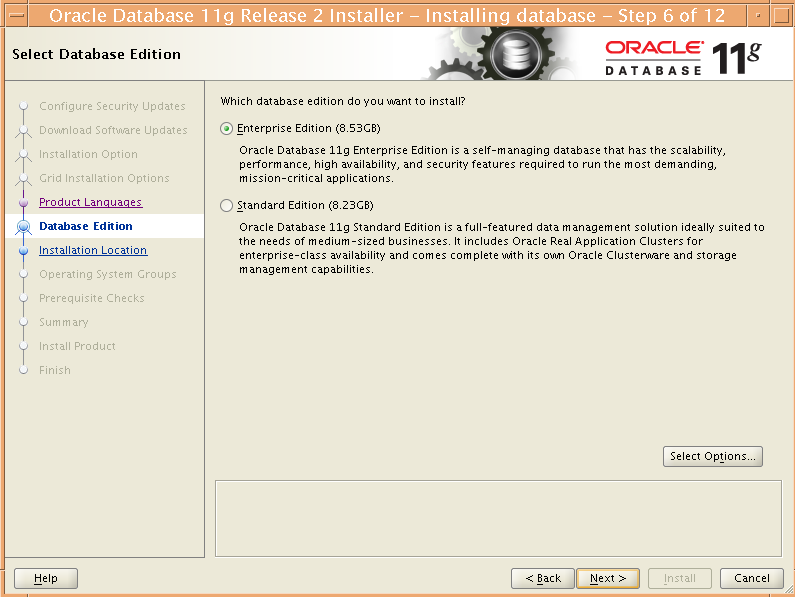 Oracle Database 11g Release 2 Installer – Installing database – Step 6 of 12
Select Database Edition
ORACLE®
DATABASE
11g
Configure Security Updates
Download Software Updates
Installation Option
Grid Installation Options
Product Languages
Database Edition
Installation Location
Operating System Groups
Prerequisite Checks
Summary
Install Product
Finish
Which database edition do you want to install?
Enterprise Edition (8.53GB)
Oracle Database 11g Enterprise Edition is a self-managing database that has the scalability,
performance, high availability, and security features required to run the most demanding,
mission-critical applications.
Standard Edition (8.23GB)
Oracle Database 11g Standard Edition is a full-featured data management solution ideally suited to
the needs of medium-sized businesses. It includes Oracle Real Application Clusters for
enterprise-class availability and comes complete with its own Oracle Clusterware and storage
management capabilities.
Select Options...
Help
< Back
Next >
Install
Cancel